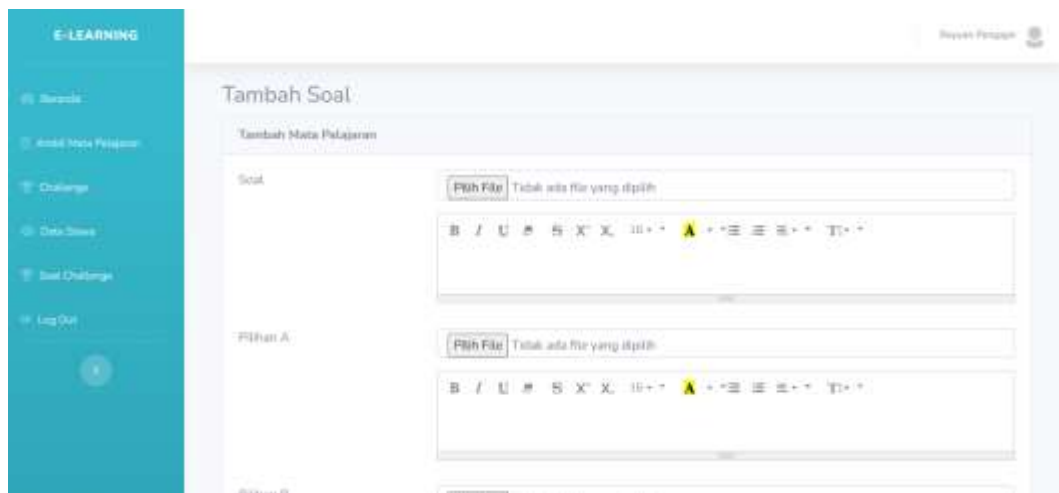 E-LEARNING
Pengajar
Beranda
Ambil Mata Pelajaran
Challenge
Data Siswa
Soal Challenge
Log Out
Tambah Soal
Tambah Mata Pelajaran
Soal
Pilih File Tidak ada file yang dipilih
B I U S X X A
Pilihan A
Pilih File Tidak ada file yang dipilih
B I U S X X A